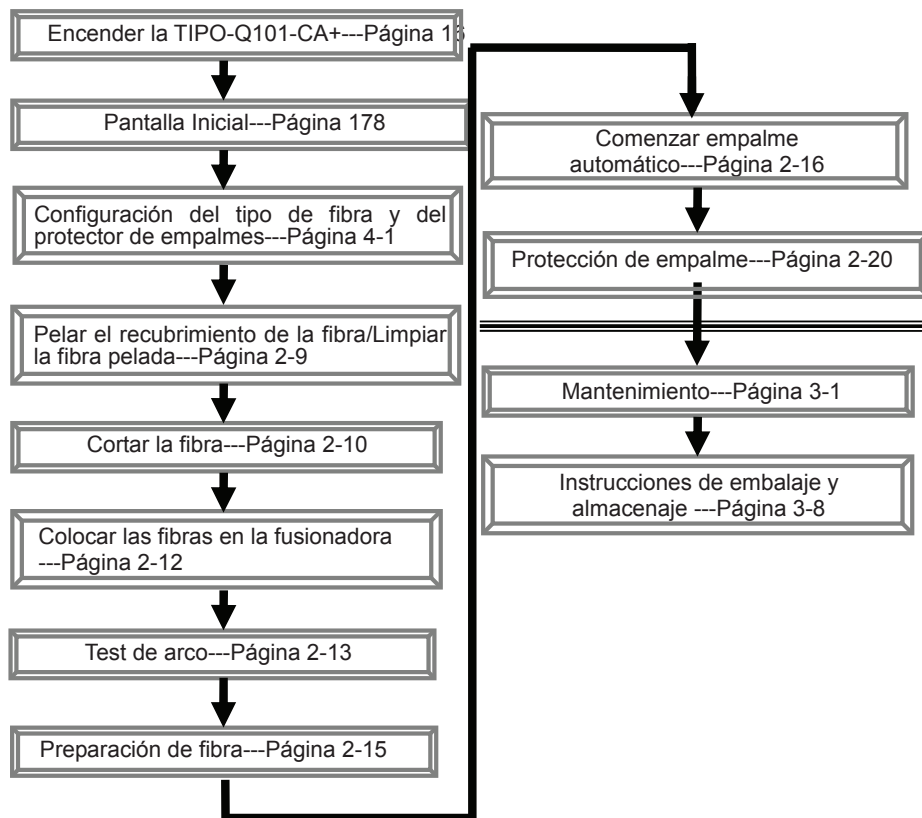 Encender la TIPO-Q101-CA+---Página 16
Pantalla Inicial---Página 178
Configuración del tipo de fibra y del
protector de empalmes---Página 4-1
Pelar el recubrimiento de la fibra/Limpiar
la fibra pelada---Página 2-9
Cortar la fibra---Página 2-10
Colocar las fibras en la fusionadora
---Página 2-12
Test de arco---Página 2-13
Preparación de fibra---Página 2-15
Comenzar empalme
automático---Página 2-16
Protección de empalme---Página 2-20
Mantenimiento---Página 3-1
Instrucciones de embalaje y
almacenaje ---Página 3-8